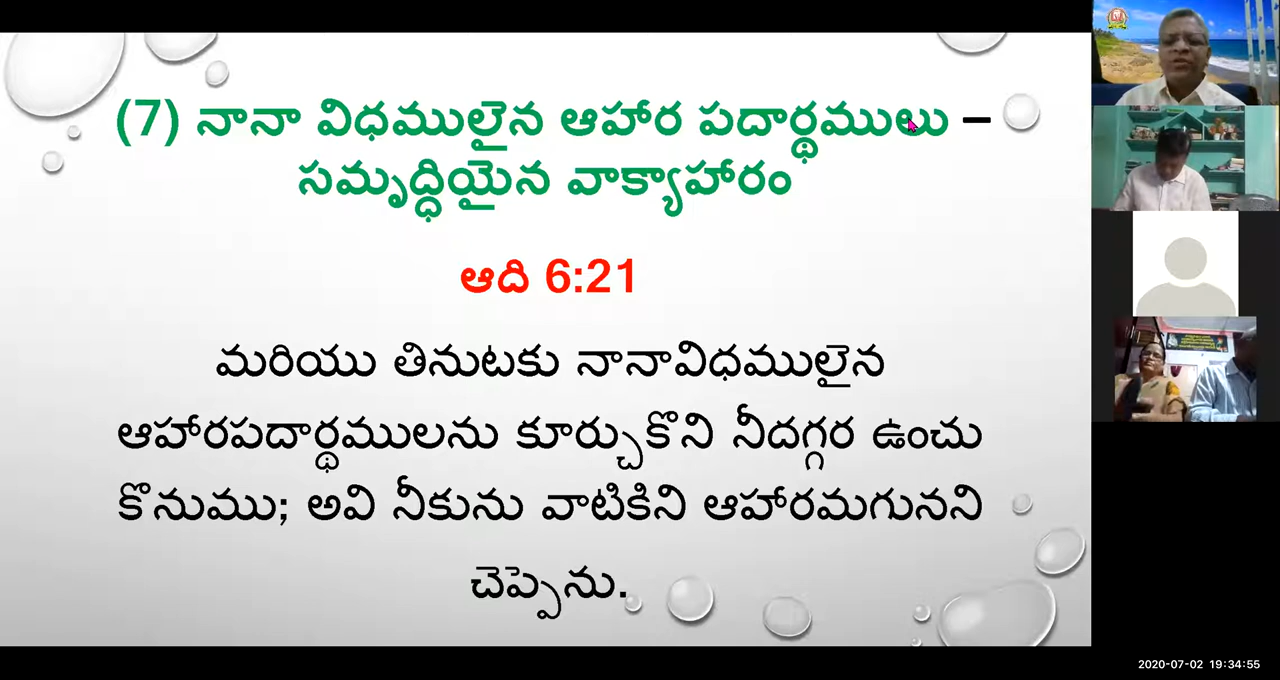 (7) నానా విధములైన ఆహార పదార్థములు –
సమృద్ధియైన వాక్యాహారం
ఆది 6:21
మరియు తినుటకు నానావిధములైన
ఆహారపదార్థములను కూర్చుకొని నీదగ్గర ఉంచు
కొనుము; అవి నీకును వాటికిని ఆహారమగునని
చెప్పెను.
2020-07-02 19:34:55